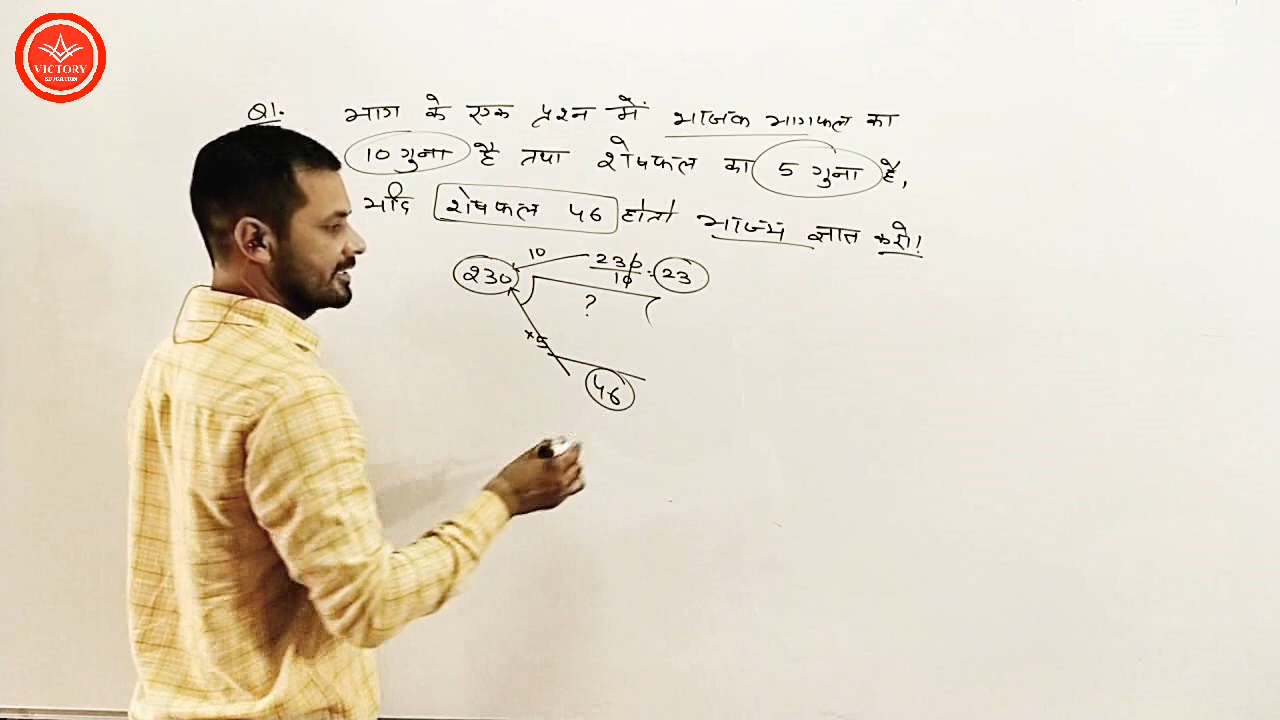 VICTORY
EDUCATION
Q1. भाग के एक प्रश्न में भाजक भागफल का
10 गुना है तथा शेषफल का 5 गुना है,
यदि शेषफल 46 हो तो भाज्य ज्ञात करो!
10
230
230/10 = 23
?
×5
46